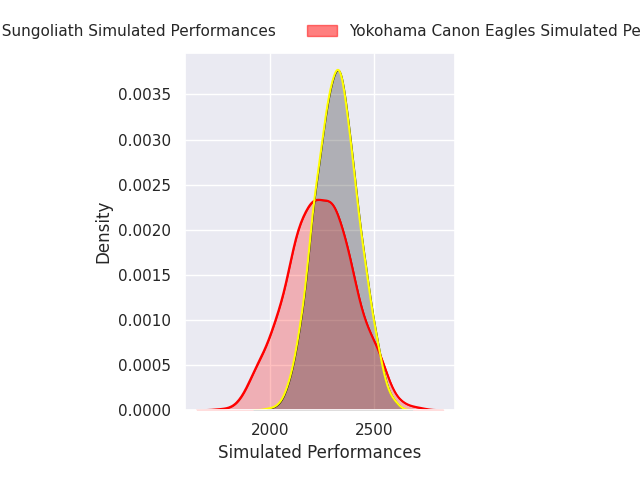 Sungoliath Simulated Performances
Yokohama Canon Eagles Simulated Pe
0.0035
0.0030
0.0025
0.0020
0.0015
0.0010
0.0005
0.0000
Density
2000
2500
Simulated Performances